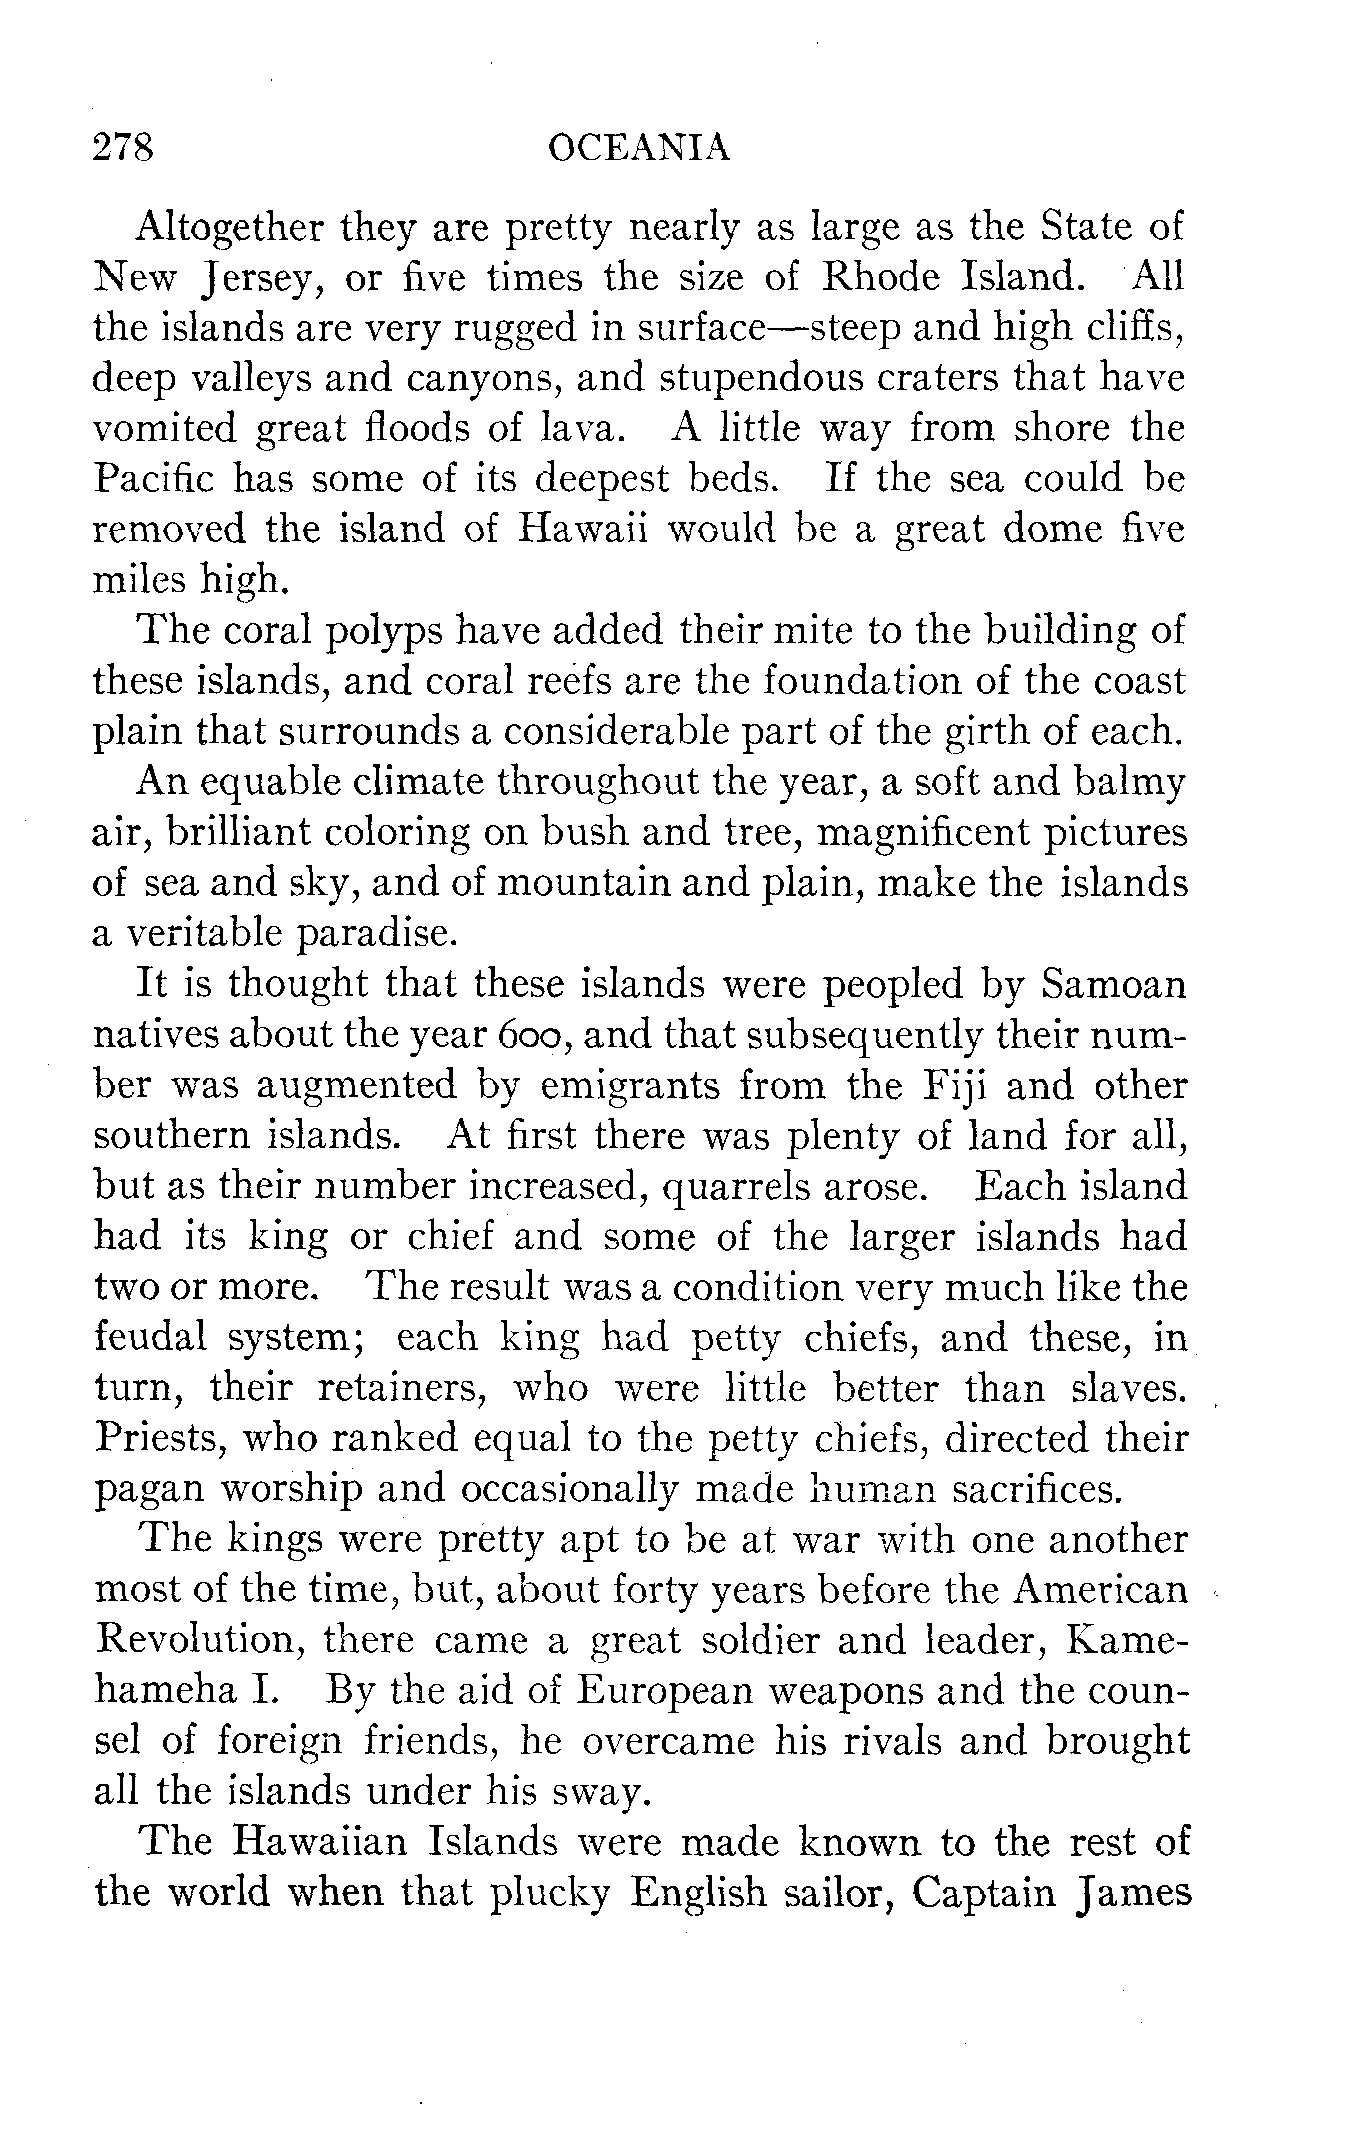 278 OCEANIA
Altogether they are pretty nearly as large as the State of
New Jersey, or five times the size of Rhode Island. All
the islands are very rugged in surface—steep and high cliffs,
deep valleys and canyons, and stupendous craters that have
vomited great floods of lava. A little way from shore the
Pacific has some of its deepest beds. If the sea could be
removed the island of Hawaii would be a great dome five
miles high.
The coral polyps have added their mite to the building of
these islands, and coral reefs are the foundation of the coast
plain that surrounds a considerable part of the girth of each.
An equable climate throughout the year, a soft and balmy
air, brilliant coloring on bush and tree, magnificent pictures
of sea and sky, and of mountain and plain, make the islands
a veritable paradise.
It is thought that these islands were peopled by Samoan
natives about the year 600, and that subsequently their num-
ber was augmented by emigrants from the Fiji and other
southern islands. At first there was plenty of land for all,
but as their number increased, quarrels arose. Each island
had its king or chief and some of the larger islands had
two or more. The result was a condition very much like the
feudal system; each king had petty chiefs, and these, in
turn, their retainers, who were little better than slaves.
Priests, who ranked equal to the petty chiefs, directed their
pagan worship and occasionally made human sacrifices.
The kings were pretty apt to be at war with one another
most of the time, but, about forty years before the American
Revolution, there came a great soldier and leader, Kame-
hameha I. By the aid of European weapons and the coun-
sel of foreign friends, he overcame his rivals and brought
all the islands under his sway.
The Hawaiian Islands were made known to the rest of
the world when that plucky English sailor, Captain James